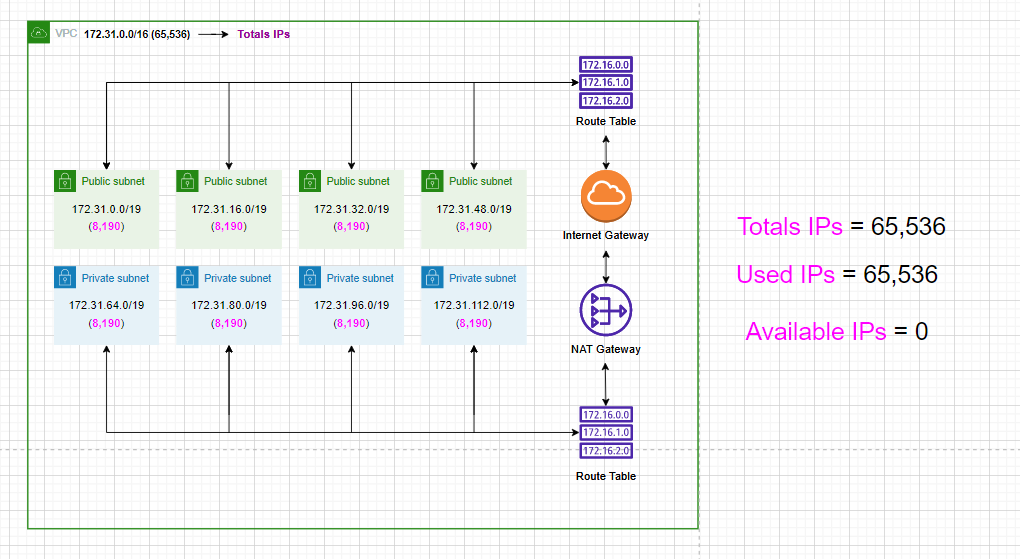 VPC 172.31.0.0/16 (65,536) Totals IPs
172.16.0.0
172.16.1.0
172.16.2.0
Route Table
Public subnet
172.31.0.0/19
(8,190)
Public subnet
172.31.16.0/19
(8,190)
Public subnet
172.31.32.0/19
(8,190)
Public subnet
172.31.48.0/19
(8,190)
Internet Gateway
Private subnet
172.31.64.0/19
(8,190)
Private subnet
172.31.80.0/19
(8,190)
Private subnet
172.31.96.0/19
(8,190)
Private subnet
172.31.112.0/19
(8,190)
NAT Gateway
172.16.0.0
172.16.1.0
172.16.2.0
Route Table
Totals IPs = 65,536
Used IPs = 65,536
Available IPs = 0